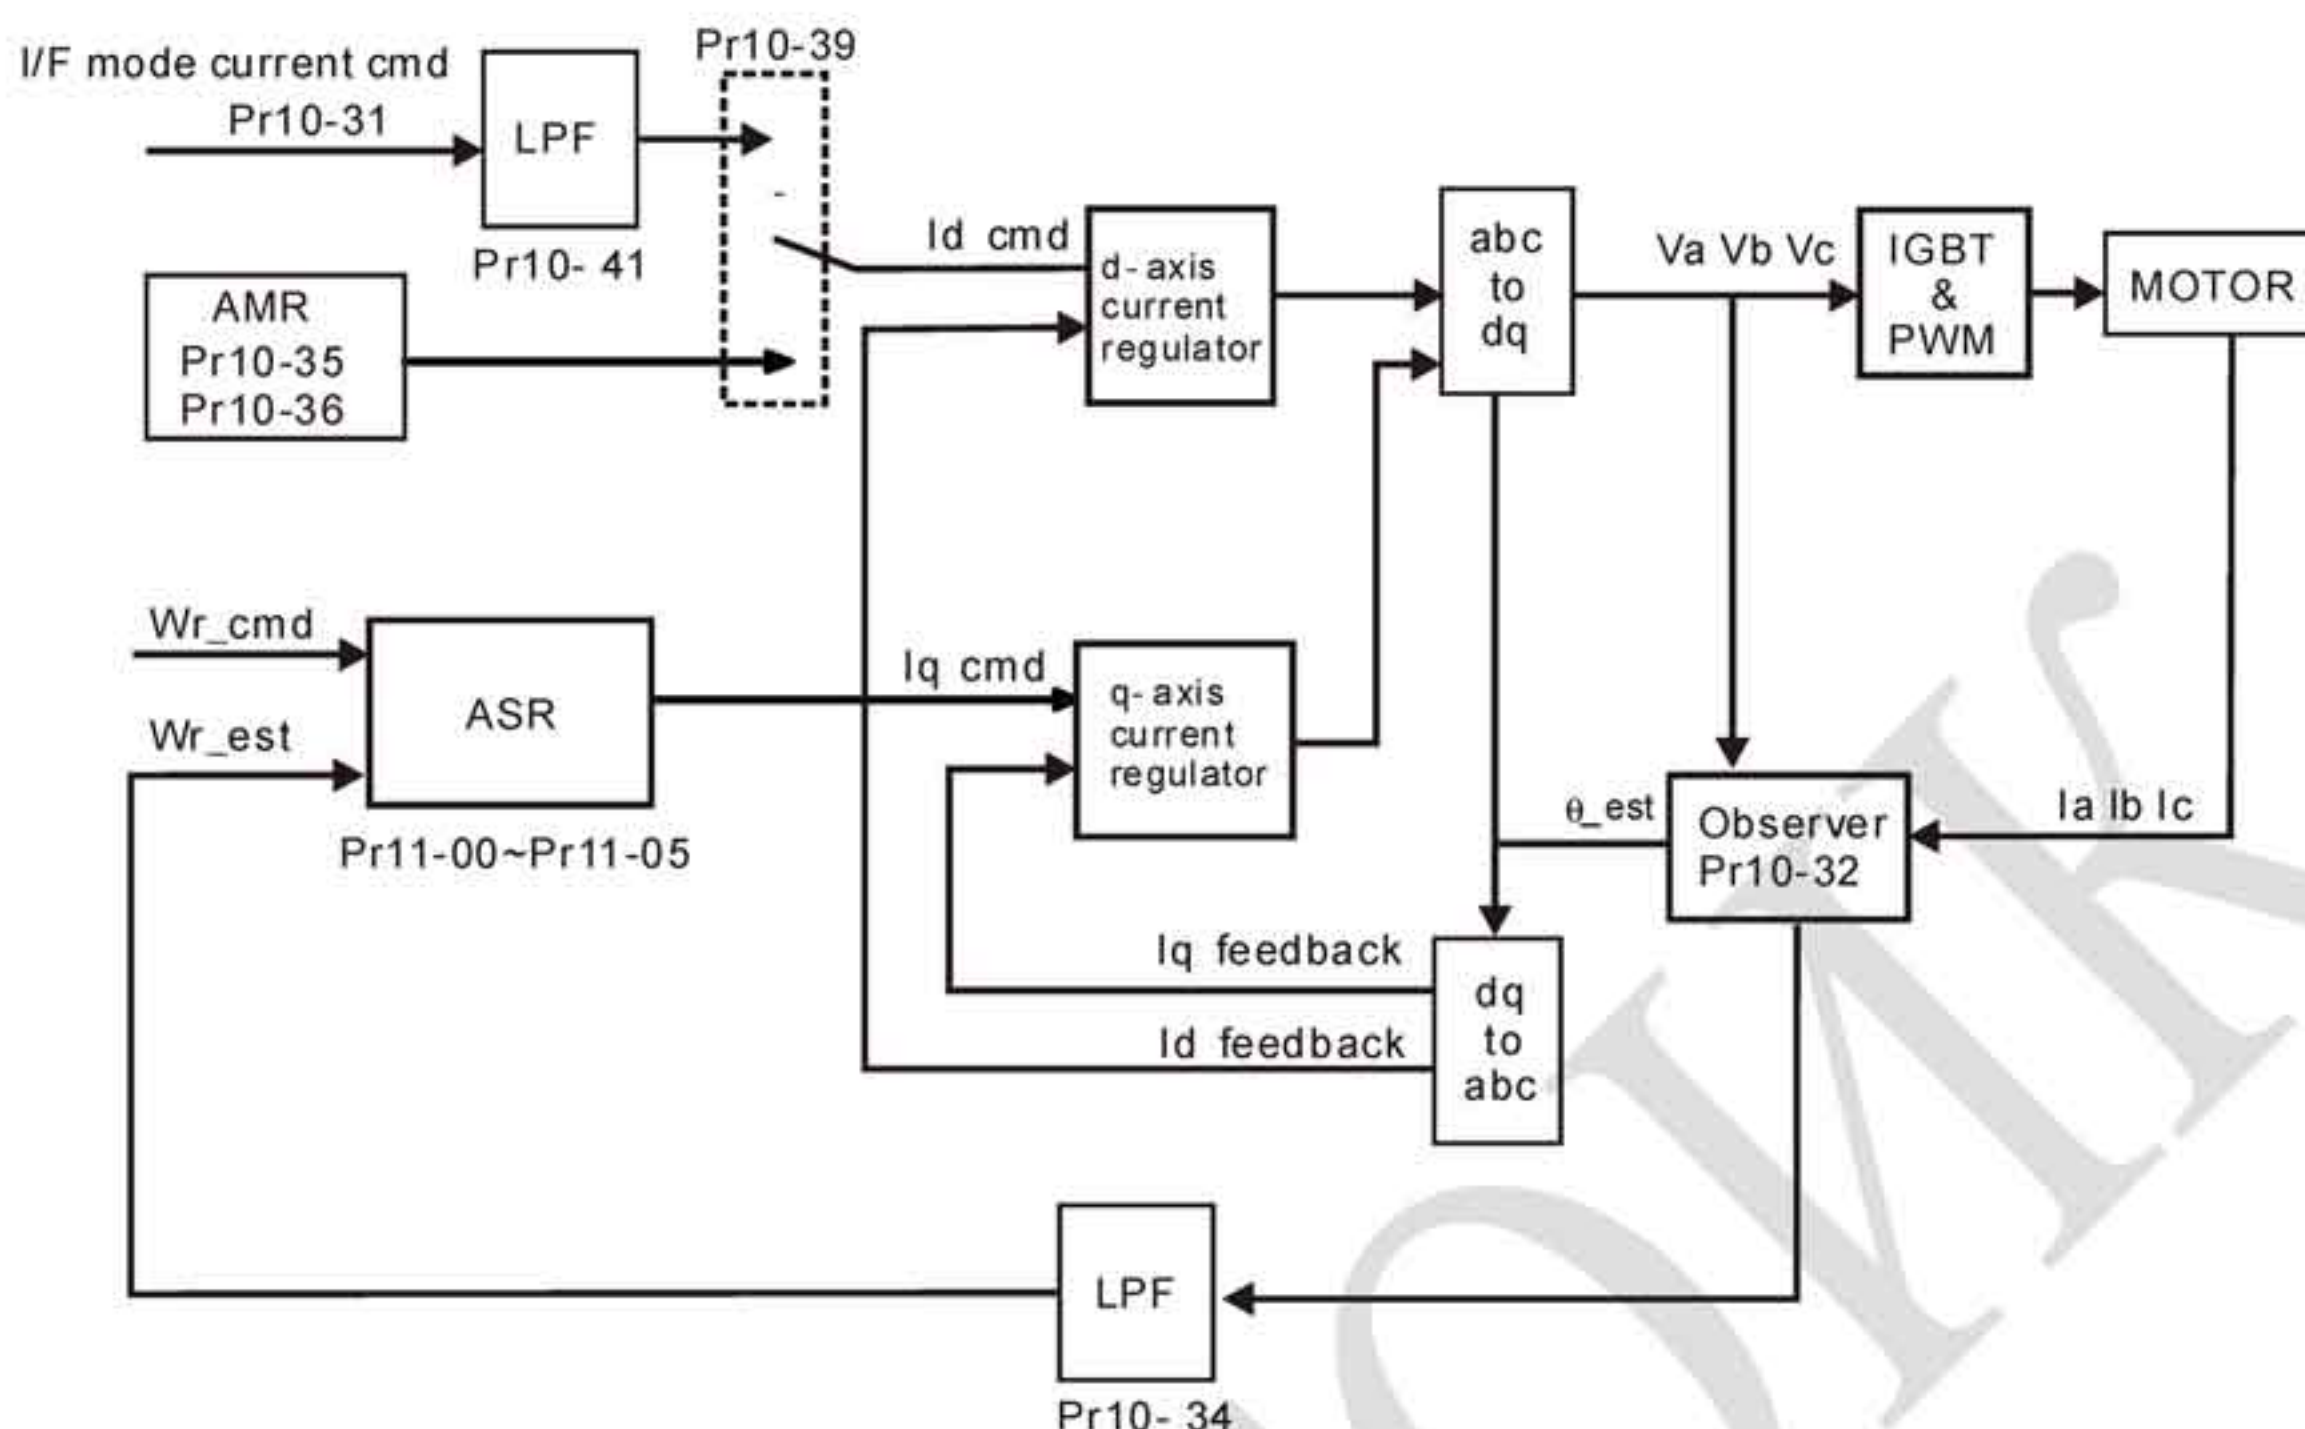 I/F mode current cmd
Pr10-31
LPF
Pr10- 41
Pr10-39
AMR
Pr10-35
Pr10-36
Id cmd
d-axis
current
regulator
abc
to
dq
Va Vb Vc
IGBT
&
PWM
MOTOR
Wr_cmd
Wr_est
ASR
Pr11-00~Pr11-05
Iq cmd
q-axis
current
regulator
θ_est
Observer
Pr10-32
Ia Ib Ic
Iq feedback
Id feedback
dq
to
abc
LPF
Pr10- 34